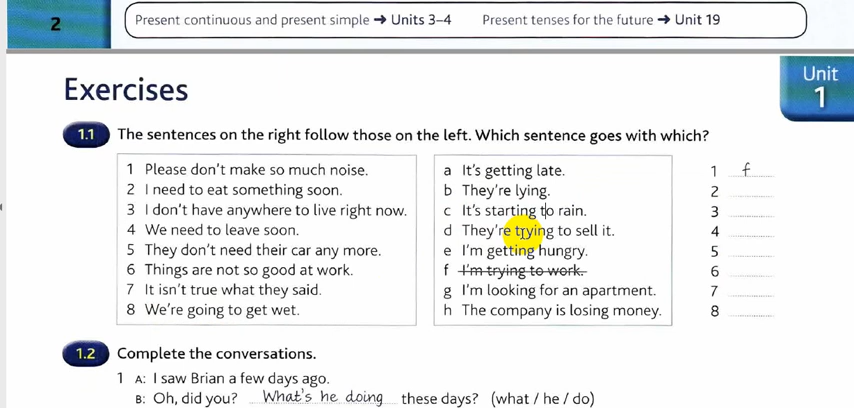 2
Present continuous and present simple → Units 3–4 Present tenses for the future → Unit 19
Exercises
Unit
1
1.1 The sentences on the right follow those on the left. Which sentence goes with which?
1 Please don't make so much noise.
2 I need to eat something soon.
3 I don't have anywhere to live right now.
4 We need to leave soon.
5 They don't need their car any more.
6 Things are not so good at work.
7 It isn't true what they said.
8 We're going to get wet.
a It's getting late.
b They're lying.
c It's starting to rain.
d They're trying to sell it.
e I'm getting hungry.
f I'm trying to work.
g I'm looking for an apartment.
h The company is losing money.
1 f
2
3
4
5
6
7
8
1.2 Complete the conversations.
1 A: I saw Brian a few days ago.
B: Oh, did you? What's he doing these days? (what / he / do)